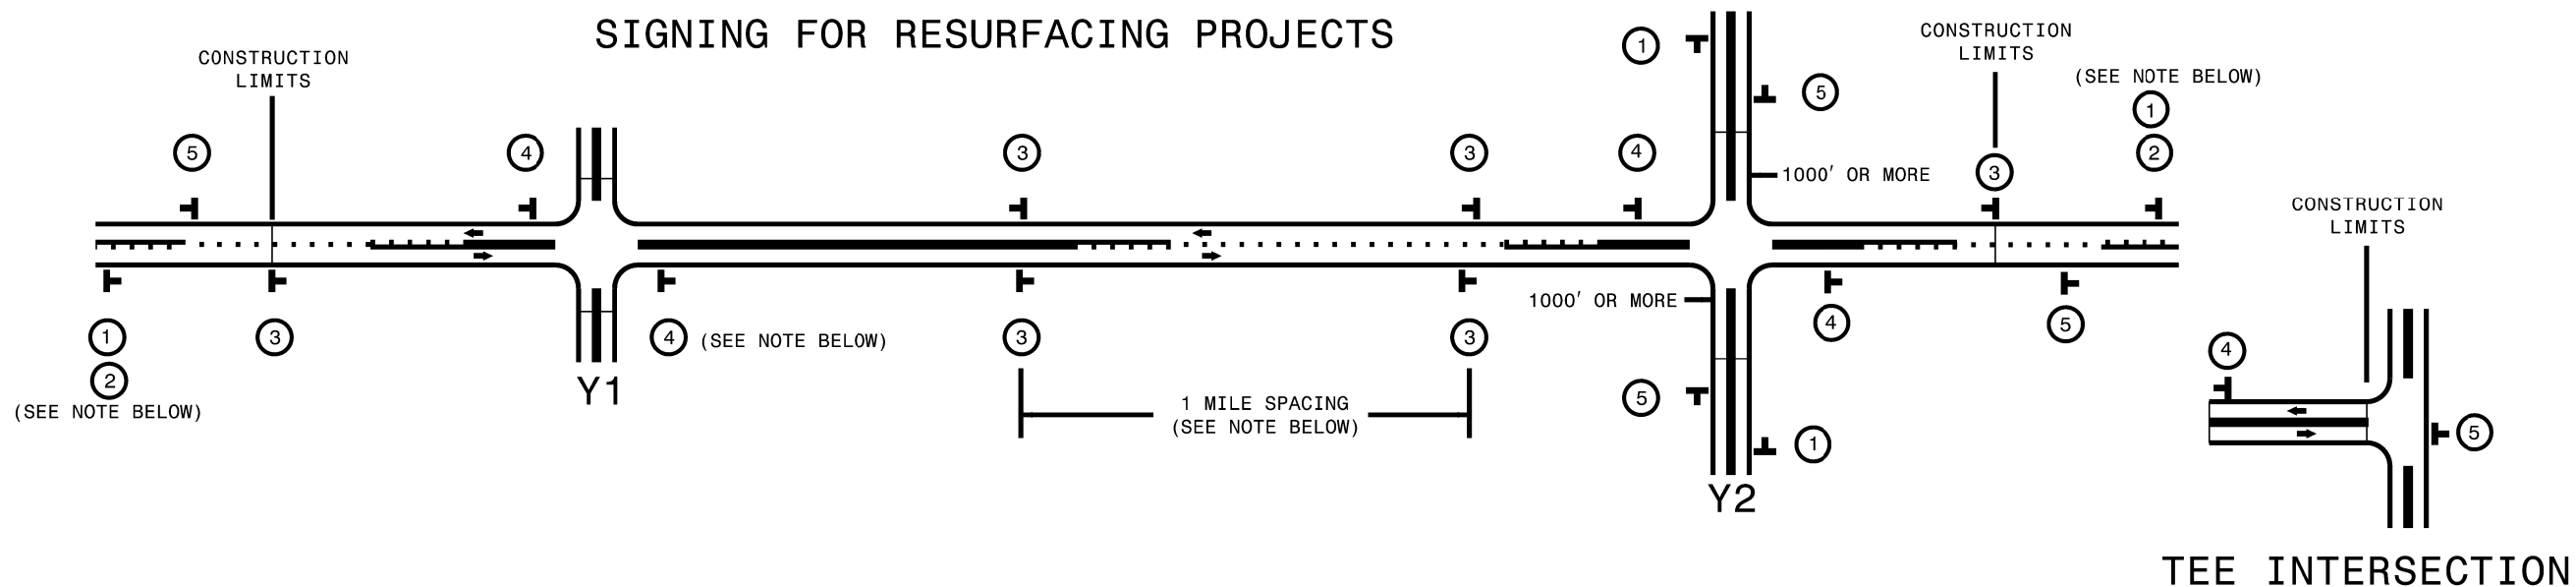 SIGNING FOR RESURFACING PROJECTS
CONSTRUCTION
LIMITS
5
4
3
3
4
1
5
1000' OR MORE
CONSTRUCTION
LIMITS
3
(SEE NOTE BELOW)
1
2
1
2
(SEE NOTE BELOW)
3
Y1
4 (SEE NOTE BELOW)
3
3
1 MILE SPACING
(SEE NOTE BELOW)
1000' OR MORE
5
1
Y2
4
5
CONSTRUCTION
LIMITS
4
5
TEE INTERSECTION